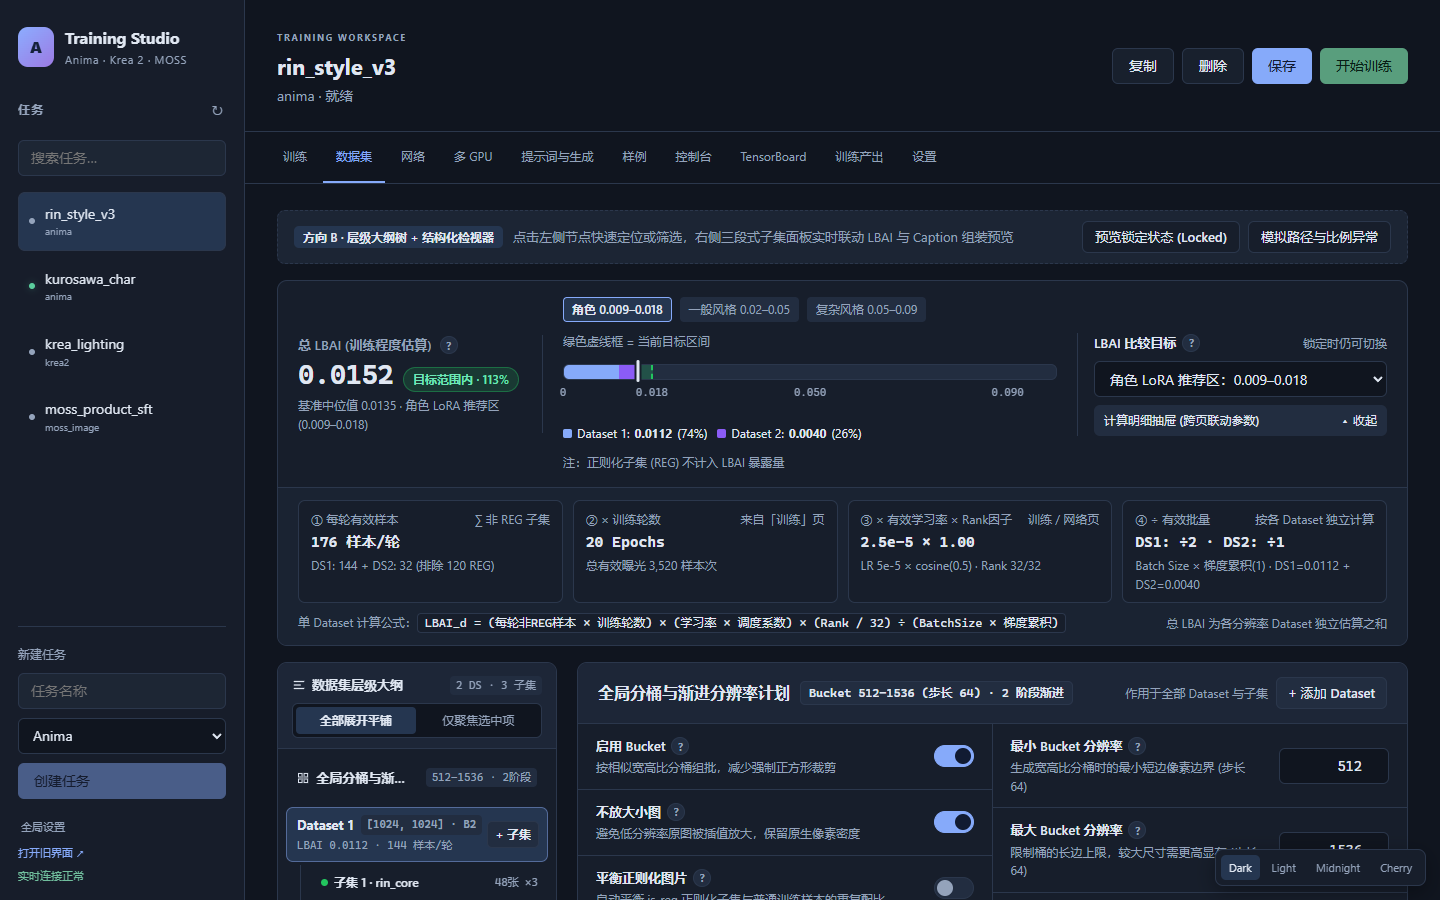 A
Training Studio
Anima · Krea 2 · MOSS
任务
↻
搜索任务...
rin_style_v3
anima
kurosawa_char
anima
krea_lighting
krea2
moss_product_sft
moss_image
新建任务
任务名称
Anima
创建任务
全局设置
打开旧界面 ↗
实时连接正常
TRAINING WORKSPACE
rin_style_v3
anima · 就绪
复制 删除 保存 开始训练
训练 数据集 网络 多 GPU 提示词与生成 样例 控制台 TensorBoard 训练产出 设置
方向 B · 层级大纲树 + 结构化检视器 点击左侧节点快速定位或筛选，右侧三段式子集面板实时联动 LBAI 与 Caption 组装预览
预览锁定状态 (Locked) 模拟路径与比例异常
总 LBAI (训练程度估算) ?
0.0152 目标范围内 · 113%
基准中位值 0.0135 · 角色 LoRA 推荐区
(0.009–0.018)
角色 0.009–0.018 一般风格 0.02–0.05 复杂风格 0.05–0.09
绿色虚线框 = 当前目标区间
0 0.018 0.050 0.090
Dataset 1: 0.0112 (74%) Dataset 2: 0.0040 (26%)
注：正则化子集 (REG) 不计入 LBAI 暴露量
LBAI 比较目标 ? 锁定时仍可切换
角色 LoRA 推荐区：0.009–0.018
计算明细抽屉 (跨页联动参数) ▴ 收起
① 每轮有效样本 ∑ 非 REG 子集
176 样本/轮
DS1: 144 + DS2: 32 (排除 120 REG)
② × 训练轮数 来自「训练」页
20 Epochs
总有效曝光 3,520 样本次
③ × 有效学习率 × Rank因子 训练 / 网络页
2.5e-5 × 1.00
LR 5e-5 × cosine(0.5) · Rank 32/32
④ ÷ 有效批量 按各 Dataset 独立计算
DS1: ÷2 · DS2: ÷1
Batch Size × 梯度累积(1) · DS1=0.0112 +
DS2=0.0040
单 Dataset 计算公式： LBAI_d = (每轮非REG样本 × 训练轮数) × (学习率 × 调度系数) × (Rank / 32) ÷ (BatchSize × 梯度累积)
总 LBAI 为各分辨率 Dataset 独立估算之和
数据集层级大纲 2 DS · 3 子集
全部展开平铺 仅聚焦选中项
全局分桶与渐... 512-1536 · 2阶段
Dataset 1 [1024, 1024] · B2
LBAI 0.0112 · 144 样本/轮
+ 子集
子集 1 · rin_core 48张 ×3
全局分桶与渐进分辨率计划 Bucket 512-1536 (步长 64) · 2 阶段渐进
作用于全部 Dataset 与子集 + 添加 Dataset
启用 Bucket ?
按相似宽高比分桶组批，减少强制正方形裁剪
不放大小图 ?
避免低分辨率原图被插值放大，保留原生像素密度
平衡正则化图片 ?
自动平衡 is_reg 正则化子集与普通训练样本的重复配比
最小 Bucket 分辨率 ?
生成宽高比分桶时的最小短边像素边界 (步长
64)
512
最大 Bucket 分辨率 ?
限制桶的长边上限，较大尺寸需更高显存
64)
1536
Dark Light Midnight Cherry